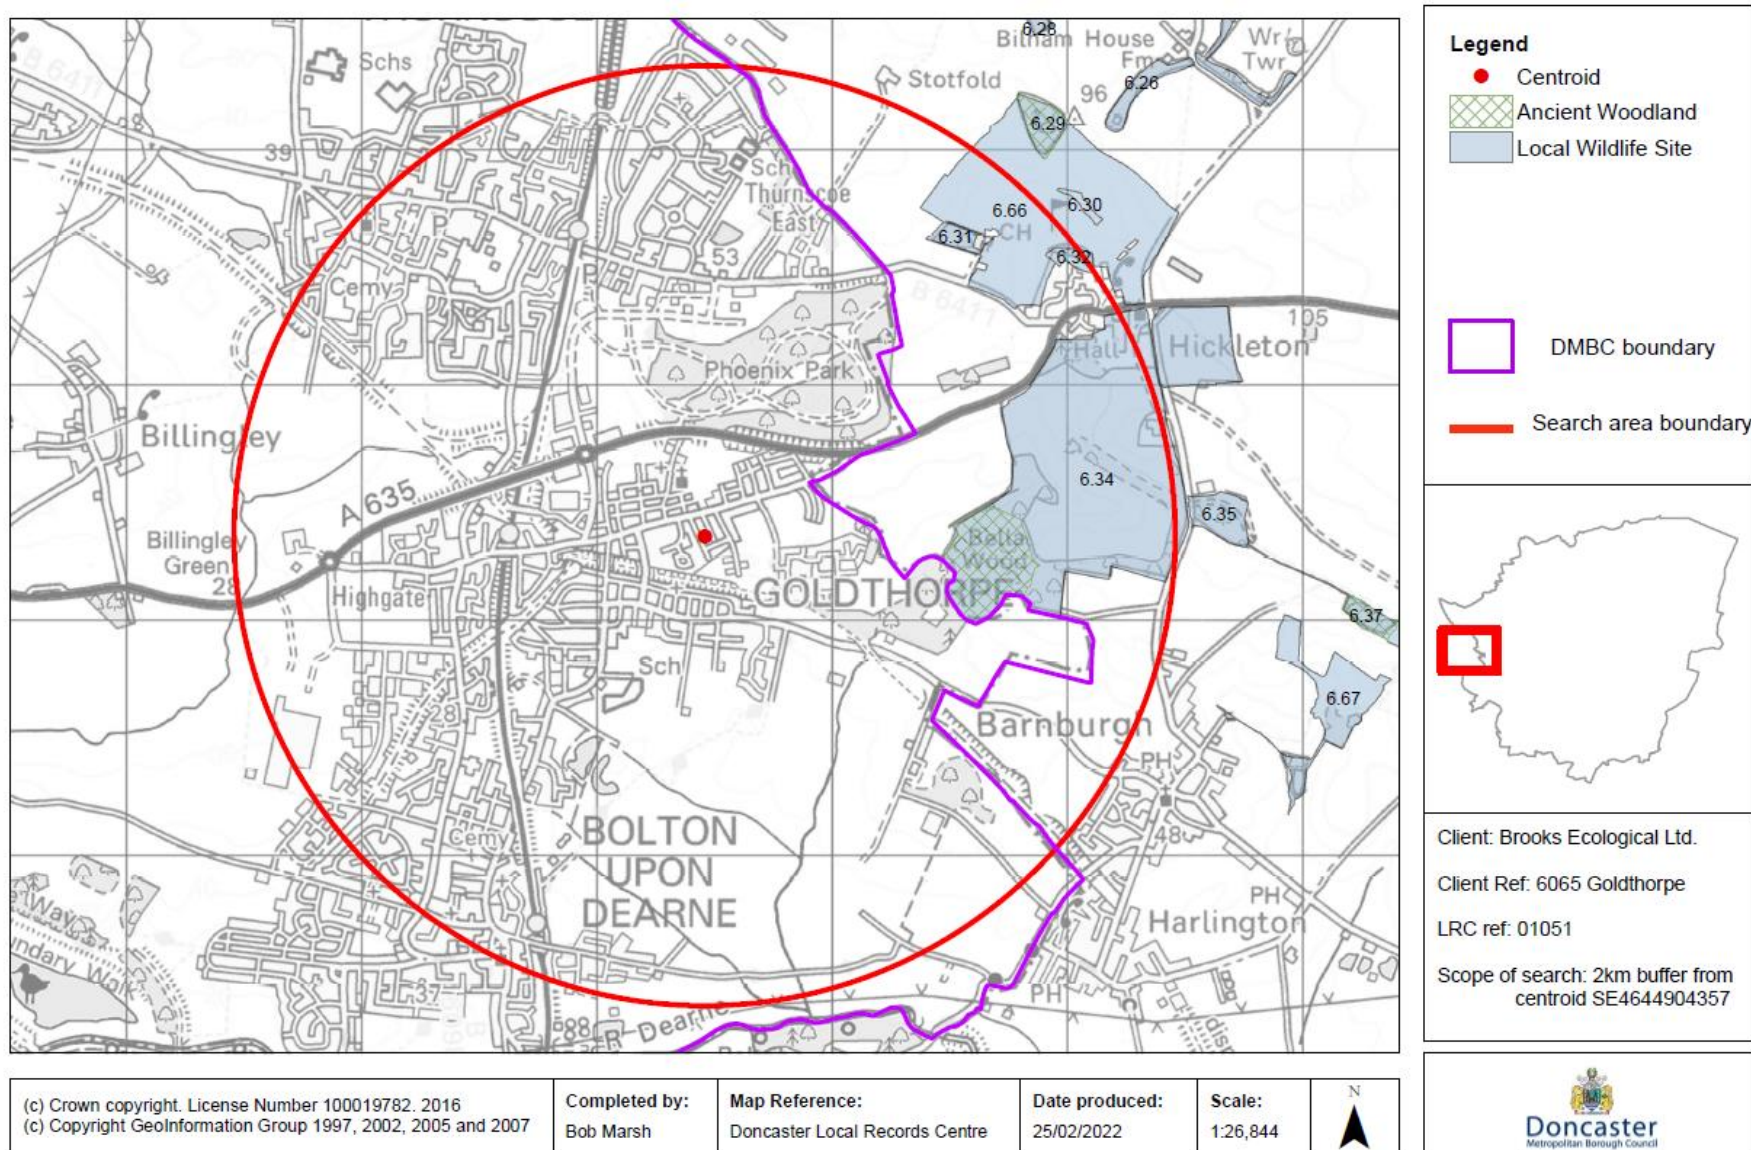 Schs
B 6411
39
P
Cemy
Billingley
A 635
Billingley
Green
28
Highgate
Stotfold
Bilham House
Fm
Wr
Twr
6.28
6.26
96
6.29
Sch
Thurnscoe
East
53
P
6.66
6.30
6.31
CH
6.32
B 6411
Phoenix Park
Hall
Hickleton
105
6.34
6.35
Bella
Wood
GOLDTHORPE
6.37
6.67
Sch
28
Barnburgh
PH
48
Cemy
BOLTON
UPON
DEARNE
Harlington
PH
PH
37
R Dearne
Legend
Centroid
Ancient Woodland
Local Wildlife Site
DMBC boundary
Search area boundary
Client: Brooks Ecological Ltd.
Client Ref: 6065 Goldthorpe
LRC ref: 01051
Scope of search: 2km buffer from
centroid SE4644904357
(c) Crown copyright. License Number 100019782. 2016
(c) Copyright GeoInformation Group 1997, 2002, 2005 and 2007
Completed by:
Bob Marsh
Map Reference:
Doncaster Local Records Centre
Date produced:
25/02/2022
Scale:
1:26,844
N
Doncaster
Metropolitan Borough Council